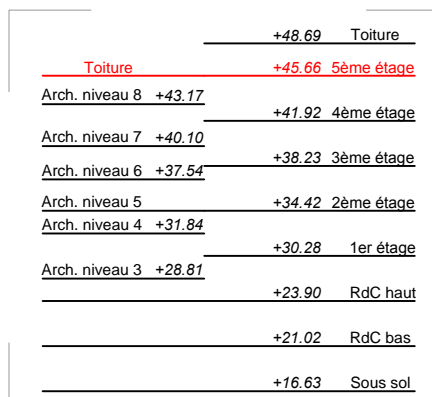 +48.69 Toiture
Toiture +45.66 5ème étage
Arch. niveau 8 +43.17
+41.92 4ème étage
Arch. niveau 7 +40.10
+38.23 3ème étage
Arch. niveau 6 +37.54
Arch. niveau 5 +34.42 2ème étage
Arch. niveau 4 +31.84
+30.28 1er étage
Arch. niveau 3 +28.81
+23.90 RdC haut
+21.02 RdC bas
+16.63 Sous sol